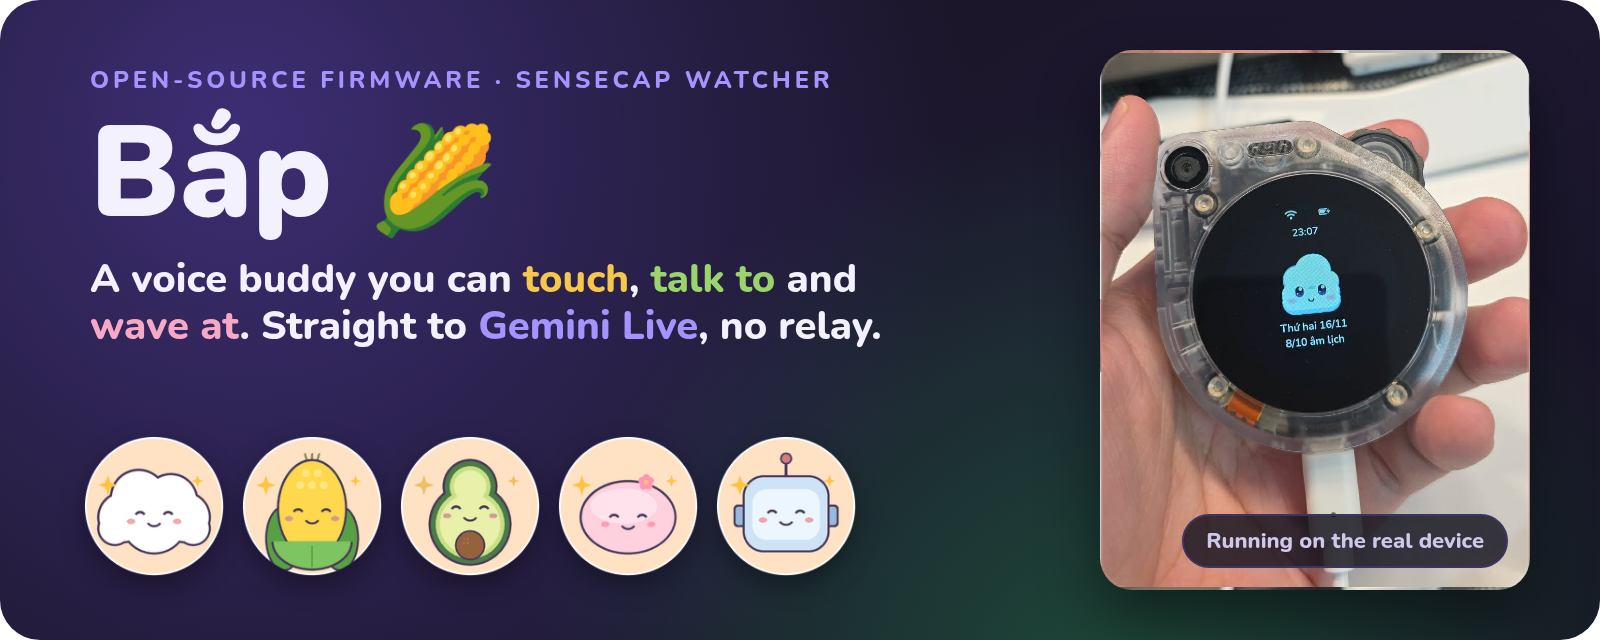 OPEN-SOURCE FIRMWARE · SENSECAP WATCHER
Bắp
A voice buddy you can touch, talk to and
wave at. Straight to Gemini Live, no relay.
23:07
Thứ hai 16/11
8/10 âm lịch
Running on the real device